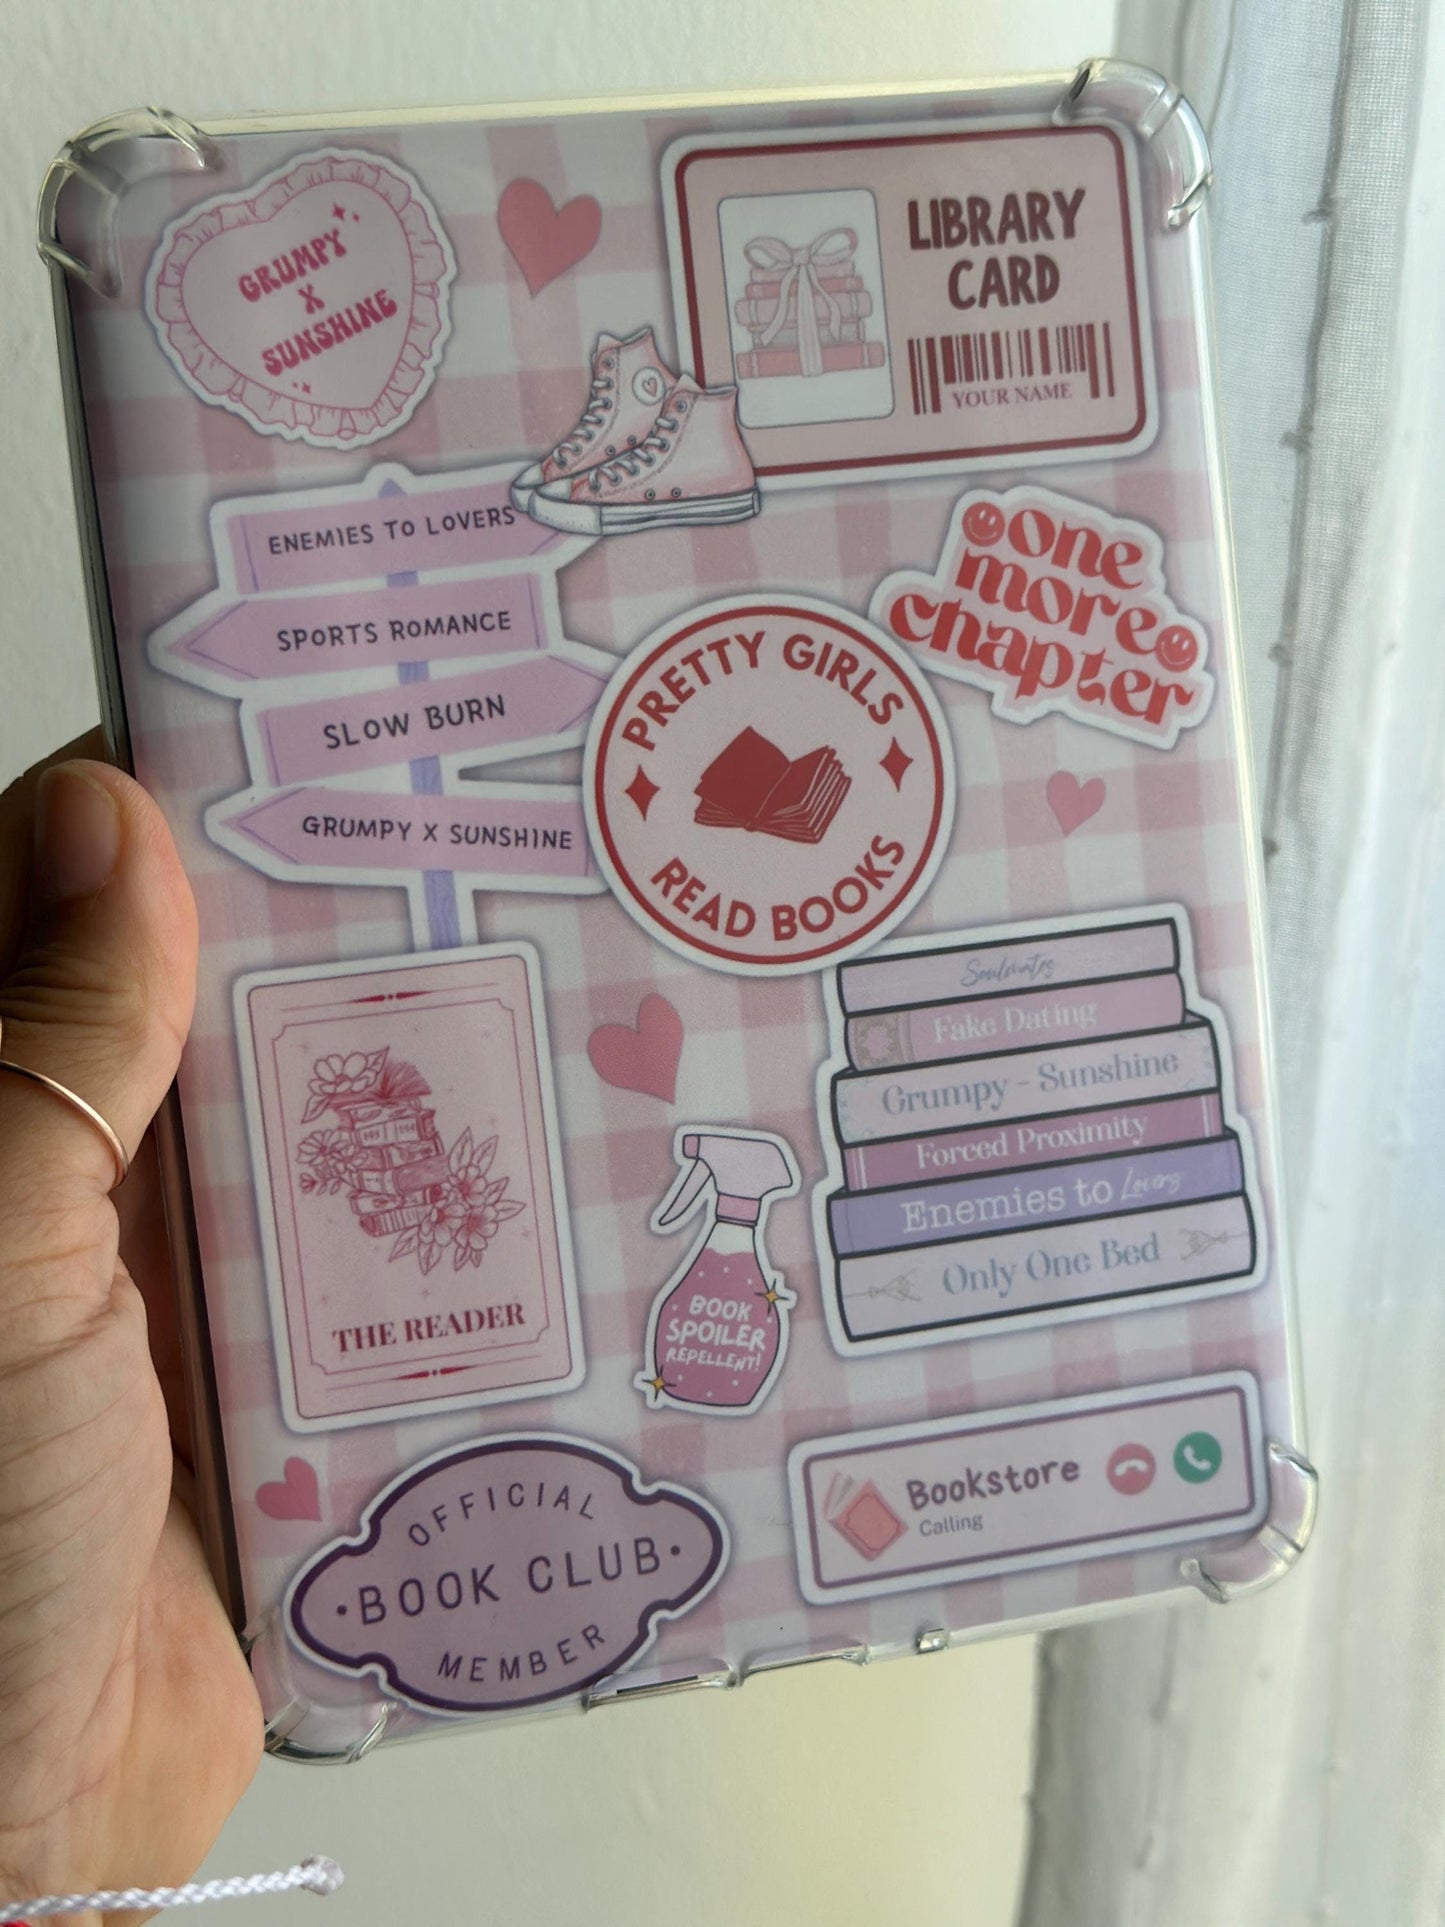 GRUMPY
X
SUNSHINE
LIBRARY
CARD
YOUR NAME
ENEMIES TO LOVERS
SPORTS ROMANCE
SLOW BURN
GRUMPY X SUNSHINE
one
more
chapter
PRETTY GIRLS
READ BOOKS
Soulmates
Fake Dating
Grumpy - Sunshine
Forced Proximity
Enemies to Lovers
Only One Bed
THE READER
BOOK
SPOILER
REPELLENT!
OFFICIAL
·BOOK CLUB·
MEMBER
Bookstore
Calling